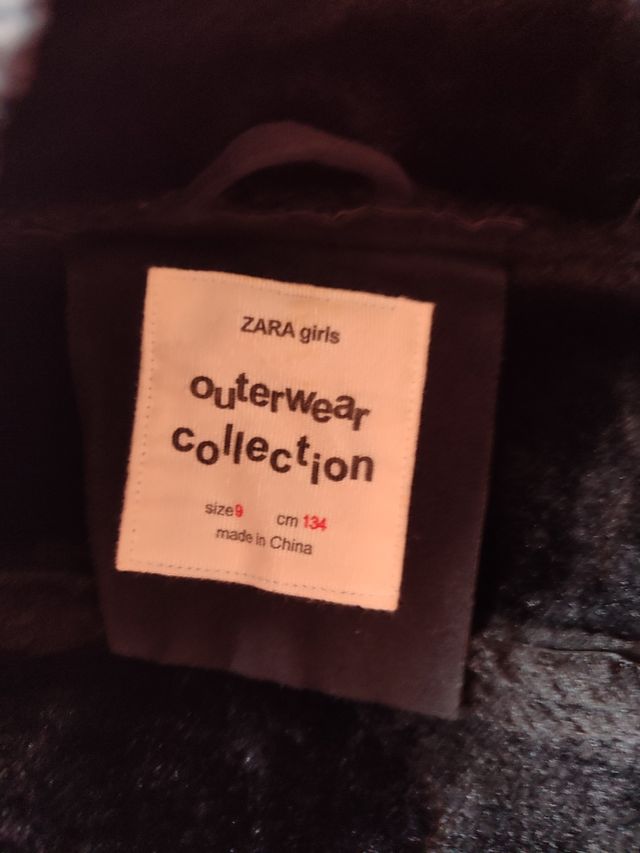 ZARA girls
outerwear
collection
size9 cm 134
made in China